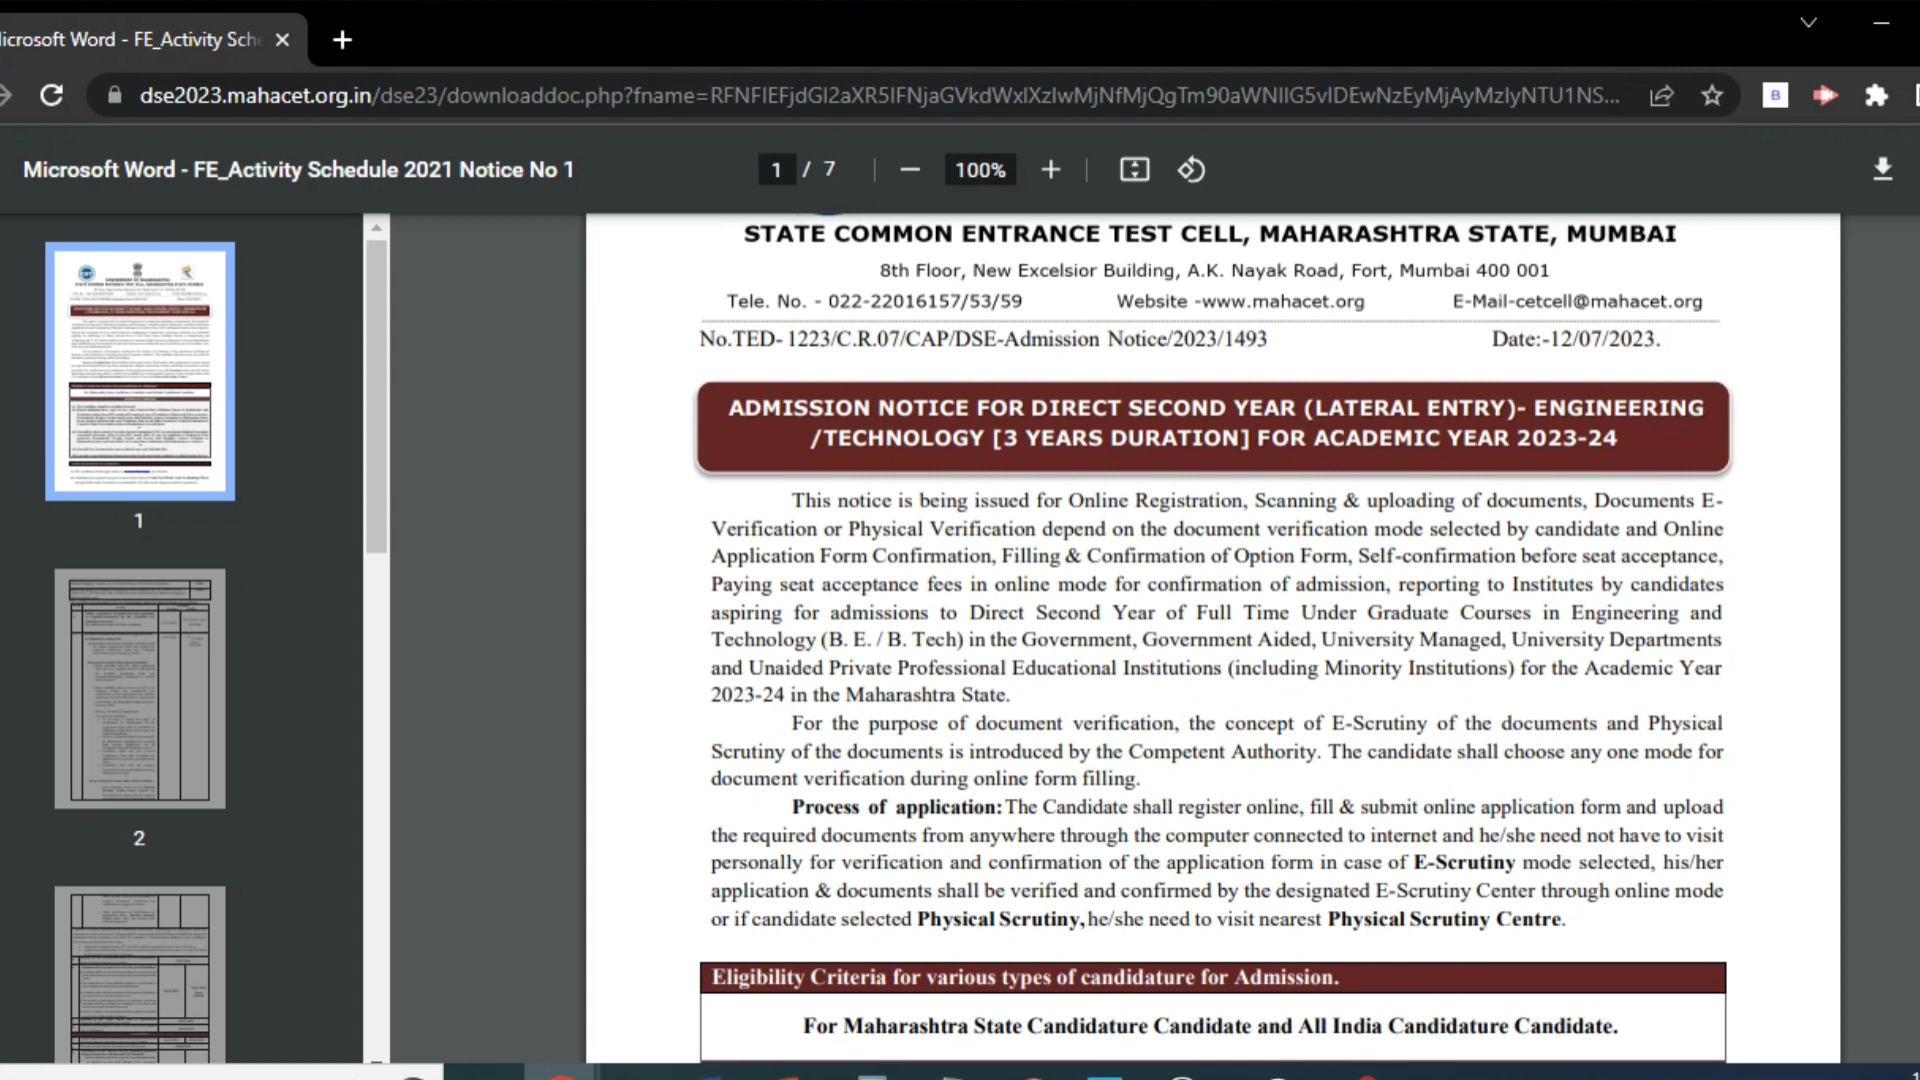 icrosoft Word - FE_Activity Sch
dse2023.mahacet.org.in/dse23/downloaddoc.php?fname=RFNFIEFjdGl2aXR5IFNjaGVkdWxlXzIwMjNfMjQgTm90aWNlIG5vIDEwNzEyMjAyMzIyNTU1NS...
B
Microsoft Word - FE_Activity Schedule 2021 Notice No 1
1 / 7
100%
STATE COMMON ENTRANCE TEST CELL, MAHARASHTRA STATE, MUMBAI
8th Floor, New Excelsior Building, A.K. Nayak Road, Fort, Mumbai 400 001
Tele. No. - 022-22016157/53/59 Website -www.mahacet.org E-Mail-cetcell@mahacet.org
No.TED- 1223/C.R.07/CAP/DSE-Admission Notice/2023/1493 Date:-12/07/2023.
ADMISSION NOTICE FOR DIRECT SECOND YEAR (LATERAL ENTRY)- ENGINEERING
/TECHNOLOGY [3 YEARS DURATION] FOR ACADEMIC YEAR 2023-24
This notice is being issued for Online Registration, Scanning & uploading of documents, Documents E-
Verification or Physical Verification depend on the document verification mode selected by candidate and Online
Application Form Confirmation, Filling & Confirmation of Option Form, Self-confirmation before seat acceptance,
Paying seat acceptance fees in online mode for confirmation of admission, reporting to Institutes by candidates
aspiring for admissions to Direct Second Year of Full Time Under Graduate Courses in Engineering and
Technology (B. E. / B. Tech) in the Government, Government Aided, University Managed, University Departments
and Unaided Private Professional Educational Institutions (including Minority Institutions) for the Academic Year
2023-24 in the Maharashtra State.
For the purpose of document verification, the concept of E-Scrutiny of the documents and Physical
Scrutiny of the documents is introduced by the Competent Authority. The candidate shall choose any one mode for
document verification during online form filling.
Process of application: The Candidate shall register online, fill & submit online application form and upload
the required documents from anywhere through the computer connected to internet and he/she need not have to visit
personally for verification and confirmation of the application form in case of E-Scrutiny mode selected, his/her
application & documents shall be verified and confirmed by the designated E-Scrutiny Center through online mode
or if candidate selected Physical Scrutiny, he/she need to visit nearest Physical Scrutiny Centre.
Eligibility Criteria for various types of candidature for Admission.
For Maharashtra State Candidature Candidate and All India Candidature Candidate.
1
2